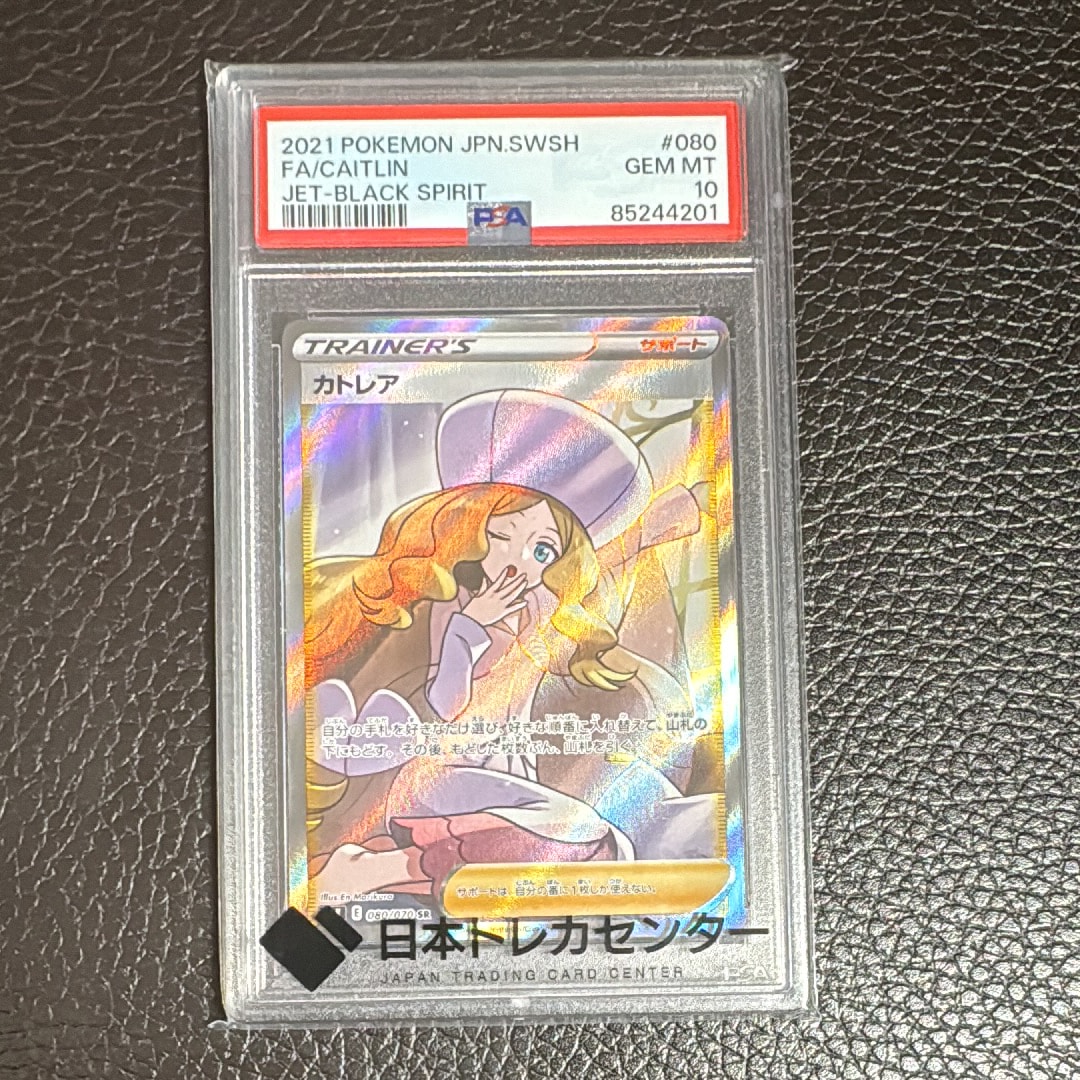 2021 POKEMON JPN.SWSH #080
FA/CAITLIN GEM MT
JET-BLACK SPIRIT 10
85244201
PSA
TRAINER'S サポート
カトレア
自分の手札を好きなだけ選び、好きな順番に入れ替えて、山札の
下にもどす。その後、もどした枚数ぶん、山札を引く。
サポートは、自分の番に1枚しか使えない。
Illus. En Morikura
E 080/070 SR
日本トレカセンター
JAPAN TRADING CARD CENTER
PSA